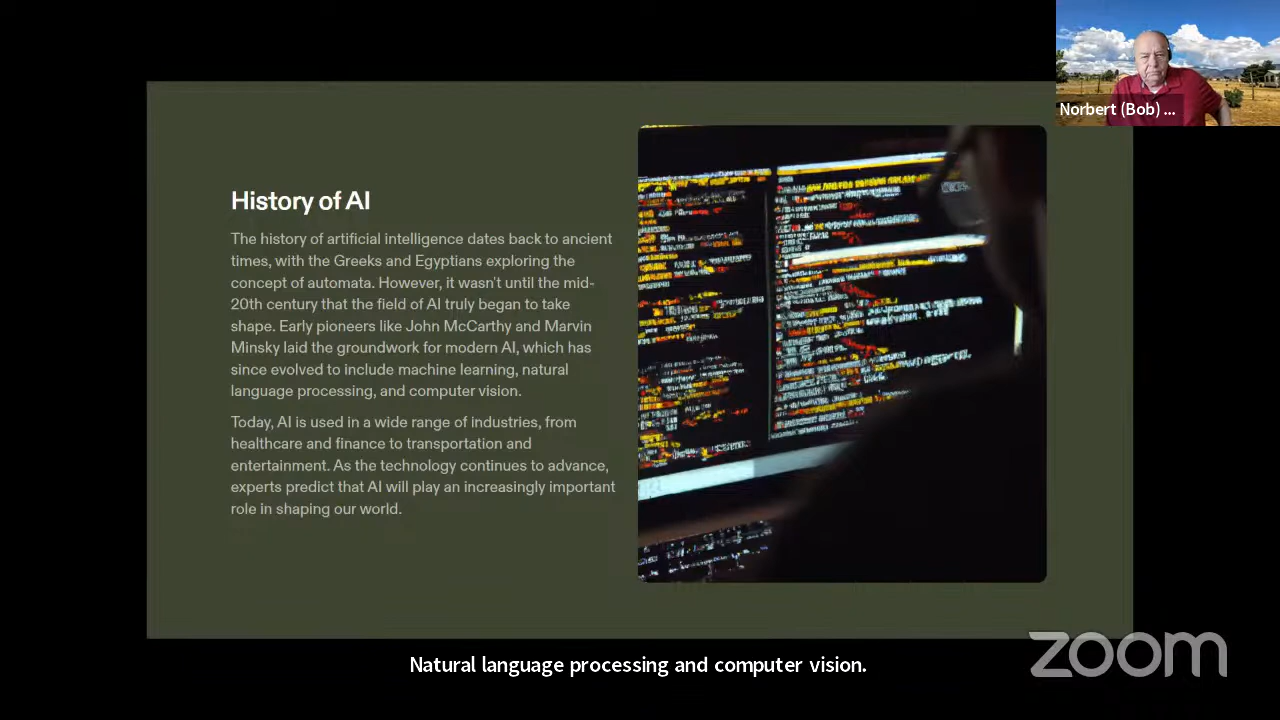 Norbert (Bob) ...
History of AI
The history of artificial intelligence dates back to ancient
times, with the Greeks and Egyptians exploring the
concept of automata. However, it wasn't until the mid-
20th century that the field of AI truly began to take
shape. Early pioneers like John McCarthy and Marvin
Minsky laid the groundwork for modern AI, which has
since evolved to include machine learning, natural
language processing, and computer vision.
Today, AI is used in a wide range of industries, from
healthcare and finance to transportation and
entertainment. As the technology continues to advance,
experts predict that AI will play an increasingly important
role in shaping our world.
Natural language processing and computer vision.
zoom